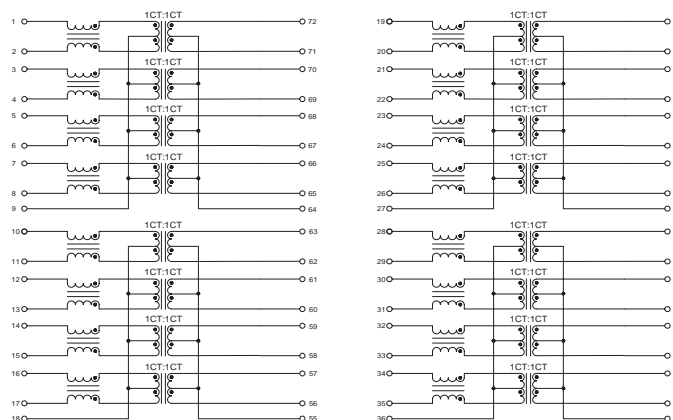 1CT:1CT
1 72
2 71
1CT:1CT
3 70
4 69
1CT:1CT
5 68
6 67
1CT:1CT
7 66
8 65
9 64
1CT:1CT
10 63
11 62
1CT:1CT
12 61
13 60
1CT:1CT
14 59
15 58
1CT:1CT
16 57
17 56
18 55
1CT:1CT
19
20
1CT:1CT
21
22
1CT:1CT
23
24
1CT:1CT
25
26
27
1CT:1CT
28
29
1CT:1CT
30
31
1CT:1CT
32
33
1CT:1CT
34
35
36